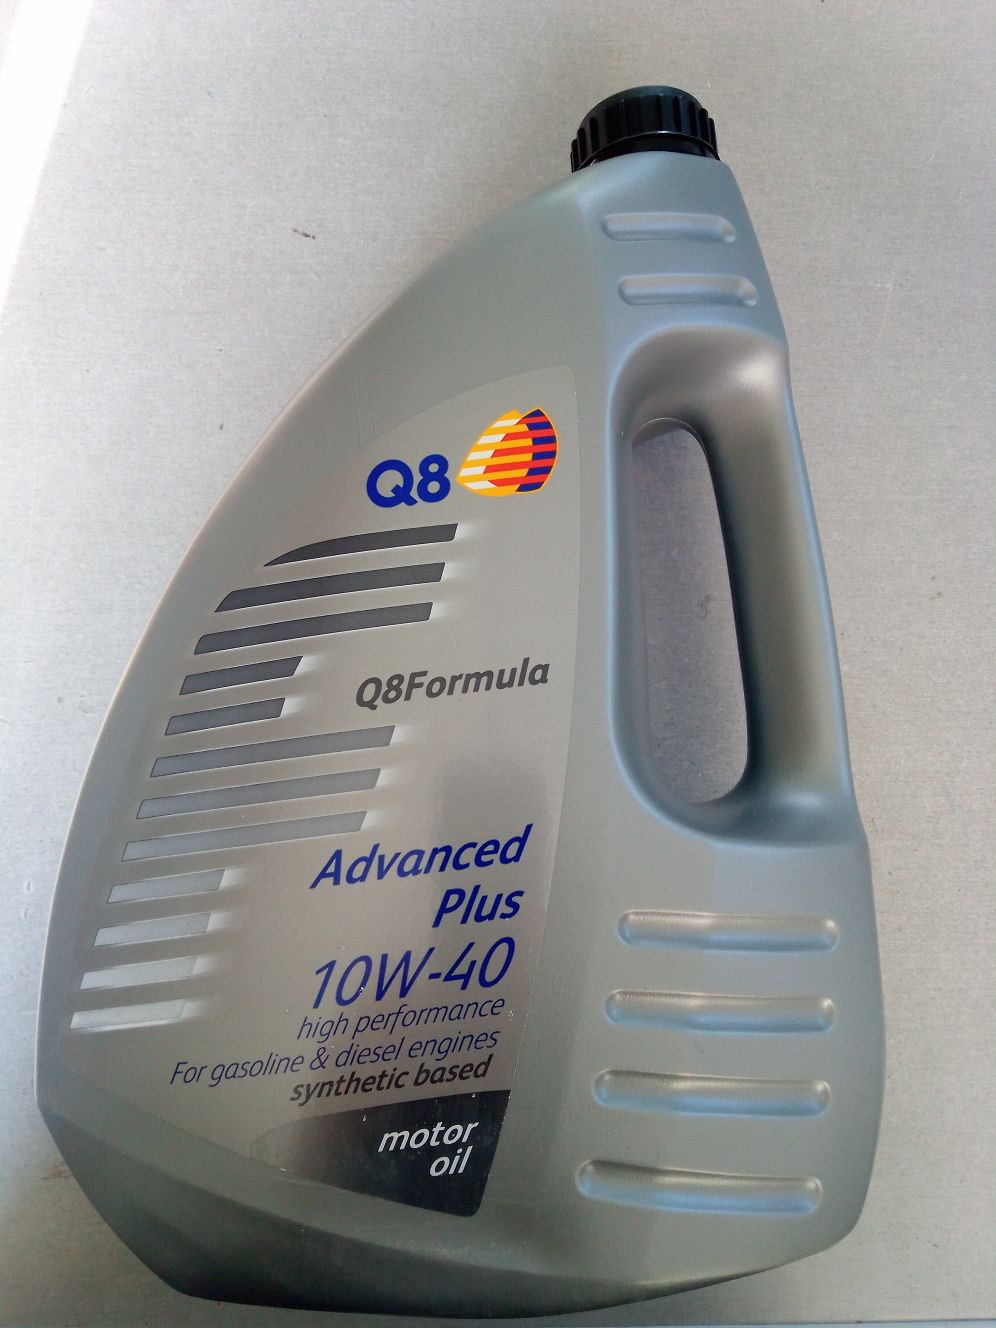 Q8
Q8Formula
Advanced
Plus
10W-40
high performance
For gasoline & diesel engines
synthetic based
motor
oil